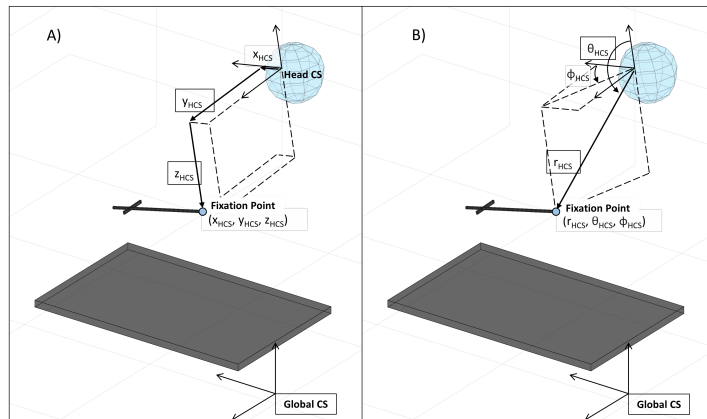 A)
x_HCS
Head CS
y_HCS
z_HCS
Fixation Point
(x_HCS, y_HCS, z_HCS)
Global CS
B)
θ_HCS
ϕ_HCS
r_HCS
Fixation Point
(r_HCS, θ_HCS, ϕ_HCS)
Global CS